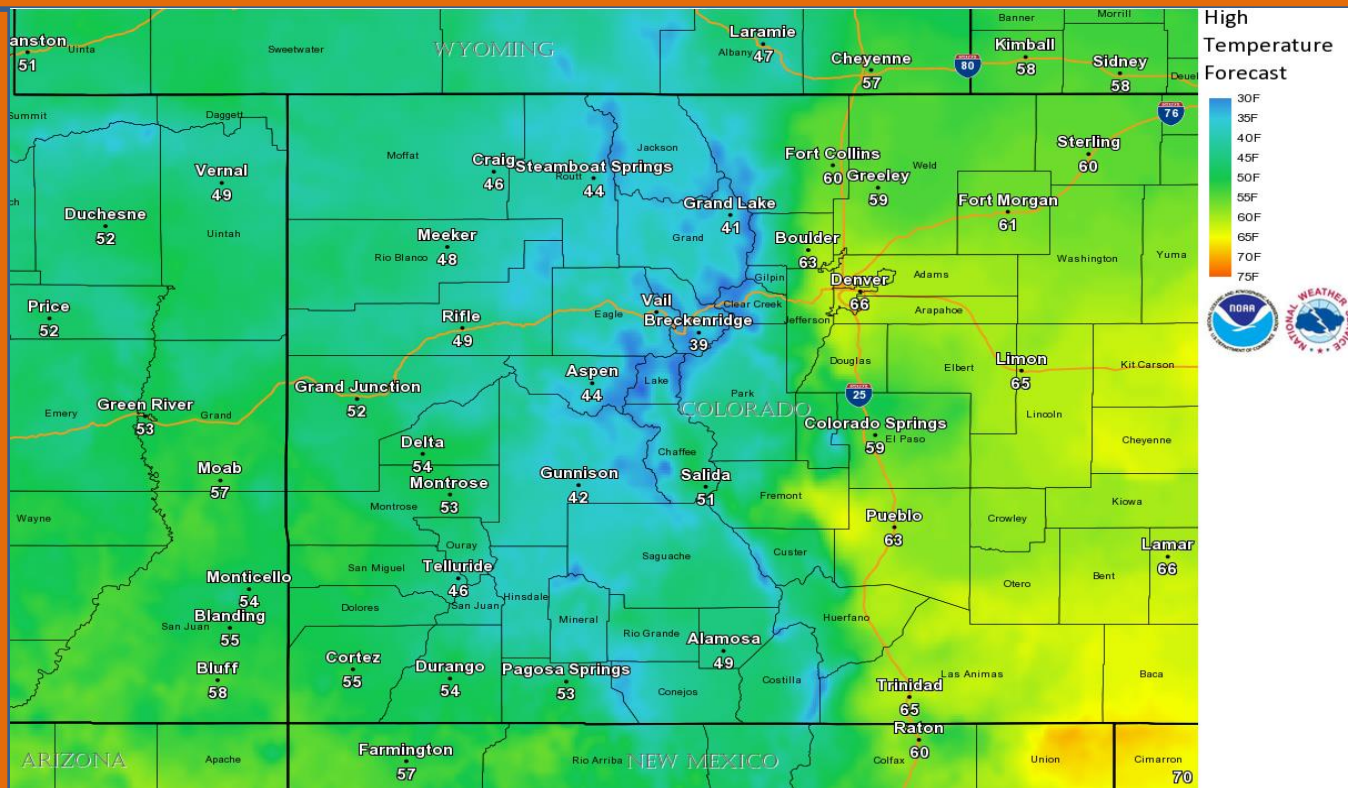 High
Temperature
Forecast
30F
35F
40F
45F
50F
55F
60F
65F
70F
75F
NOAA
NATIONAL WEATHER
anston
51
Uinta
Sweetwater
WYOMING
Laramie
Albany
47
Cheyenne
57
80
Banner
Morrill
Kimball
58
Sidney
58
Deuel
76
Summit
Daggett
Vernal
49
Duchesne
52
Uintah
Moffat
Craig
46
Steamboat Springs
Routt
44
Jackson
Grand Lake
41
Grand
Fort Collins
60
Weld
Greeley
59
Sterling
60
Fort Morgan
61
Meeker
48
Rio Blanco
Boulder
63
Gilpin
Denver
66
Adams
Washington
Yuma
Price
52
Rifle
49
Eagle
Vail
Breckenridge
39
Clear Creek
Jefferson
Arapahoe
Aspen
44
Lake
Park
Douglas
Elbert
Limon
65
Kit Carson
Emery
Green River
53
Grand
Grand Junction
52
COLORADO
25
Colorado Springs
59
El Paso
Lincoln
Cheyenne
Moab
57
Delta
54
Montrose
53
Montrose
Gunnison
42
Chaffee
Salida
51
Fremont
Wayne
Pueblo
63
Crowley
Kiowa
Ouray
San Miguel
Telluride
46
San Juan
Hinsdale
Saguache
Custer
Otero
Bent
Lamar
66
Monticello
54
Blanding
55
San Juan
Bluff
58
Dolores
Mineral
Rio Grande
Alamosa
49
Huerfano
Cortez
55
Durango
54
Pagosa Springs
53
Conejos
Costilla
Trinidad
65
Las Animas
Baca
Raton
60
ARIZONA
Apache
Farmington
57
Rio Arriba
NEW MEXICO
Colfax
Union
Cimarron
70